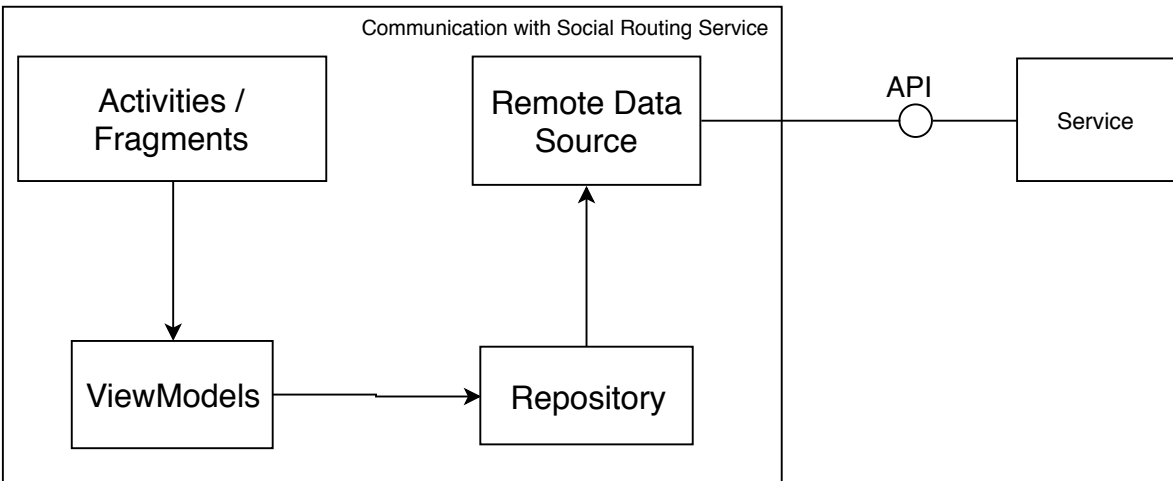 Communication with Social Routing Service
Activities /
Fragments
Remote Data
Source
API
Service
ViewModels
Repository